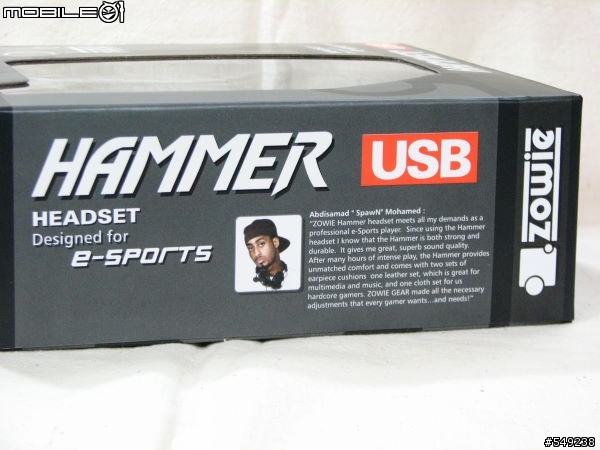 MOBILE01
HAMMER
USB
HEADSET
Designed for
e-SPORTS
Abdisamad " SpawN" Mohamed :
"ZOWIE Hammer headset meets all my demands as a
professional e-Sports player. Since using the Hammer
headset I know that the Hammer is both strong and
durable. It gives me great, superb sound quality.
After many hours of intense play, the Hammer provides
unmatched comfort and comes with two sets of
earpiece cushions one leather set, which is great for
multimedia and music, and one cloth set for us
hardcore gamers. ZOWIE GEAR made all the necessary
adjustments that every gamer wants...and needs!"
zowie
#549238